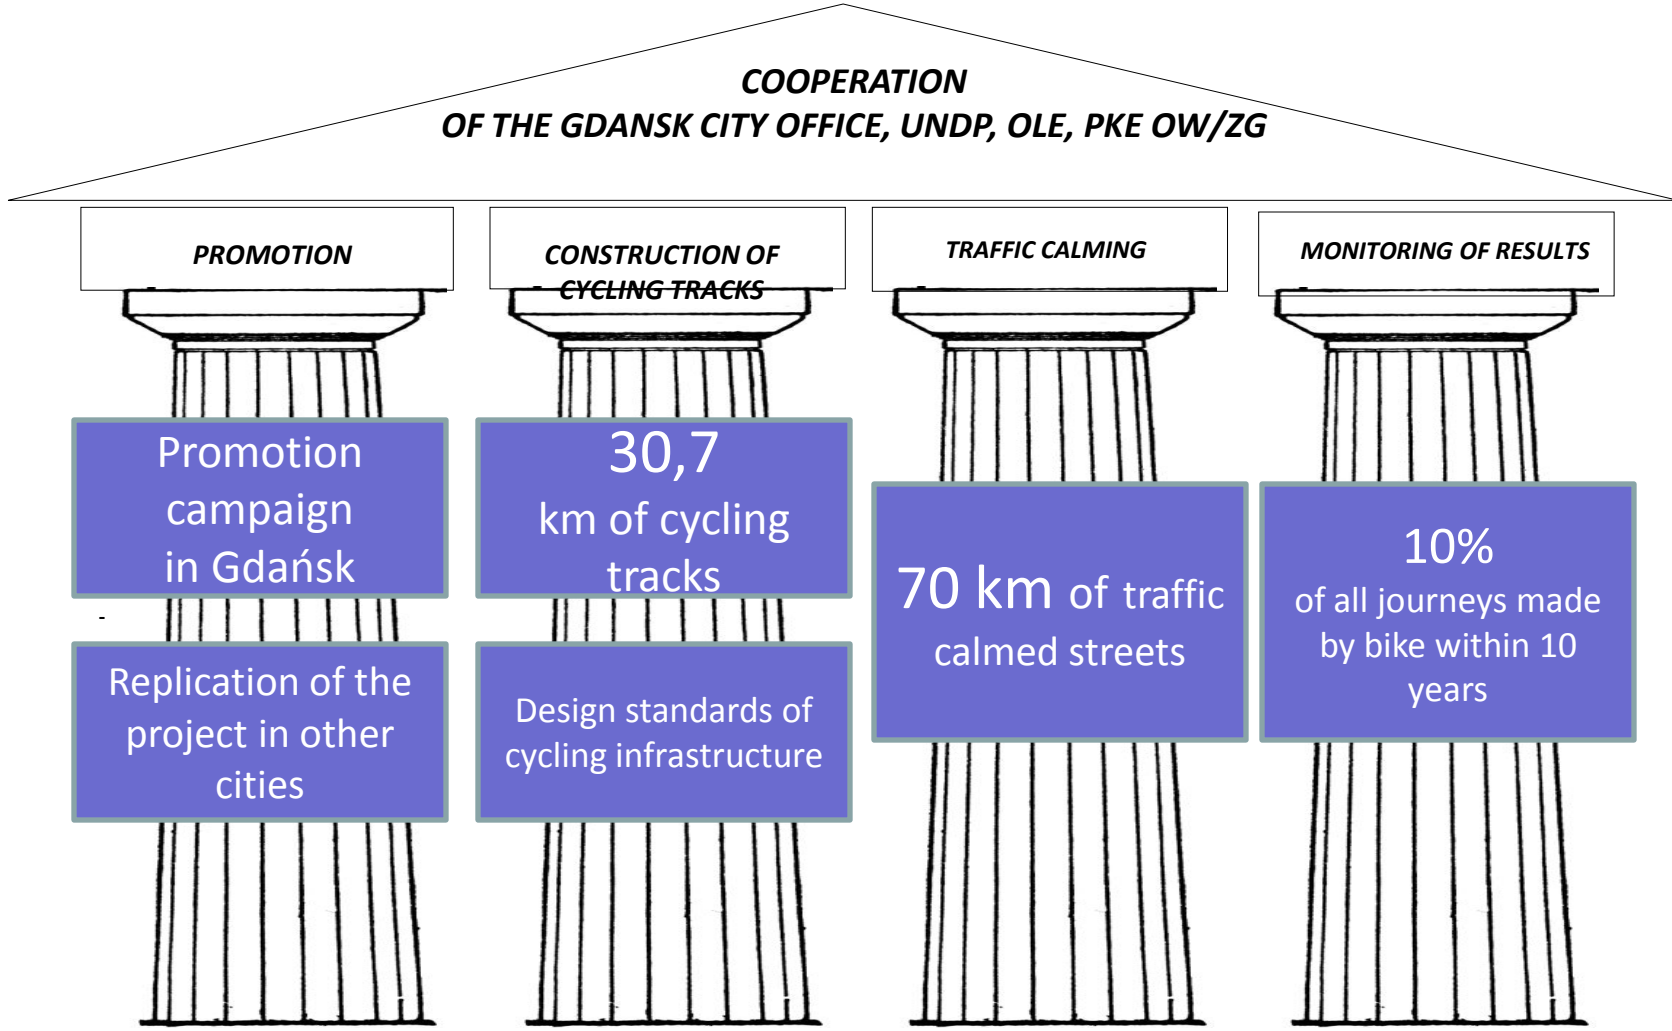 COOPERATION
OF THE GDANSK CITY OFFICE, UNDP, OLE, PKE OW/ZG
PROMOTION
CONSTRUCTION OF
CYCLING TRACKS
TRAFFIC CALMING
MONITORING OF RESULTS
Promotion
campaign
in Gdańsk
Replication of the
project in other
cities
30,7
km of cycling
tracks
Design standards of
cycling infrastructure
70 km of traffic
calmed streets
10%
of all journeys made
by bike within 10
years